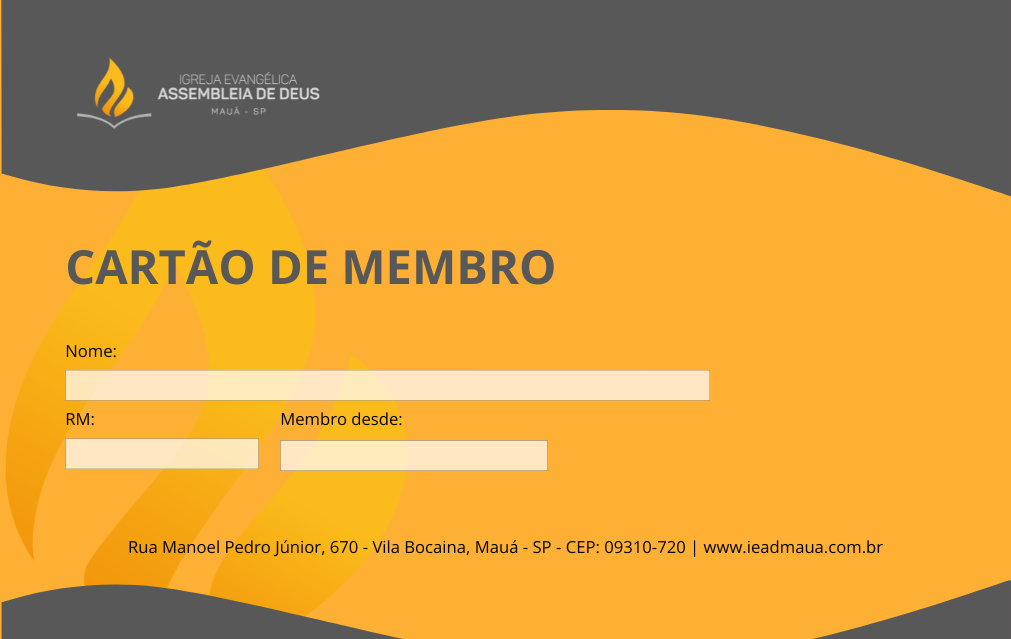 IGREJA EVANGÉLICA
ASSEMBLEIA DE DEUS
MAUÁ - SP
CARTÃO DE MEMBRO
Nome:
RM:
Membro desde:
Rua Manoel Pedro Júnior, 670 - Vila Bocaina, Mauá - SP - CEP: 09310-720 | www.ieadmaua.com.br